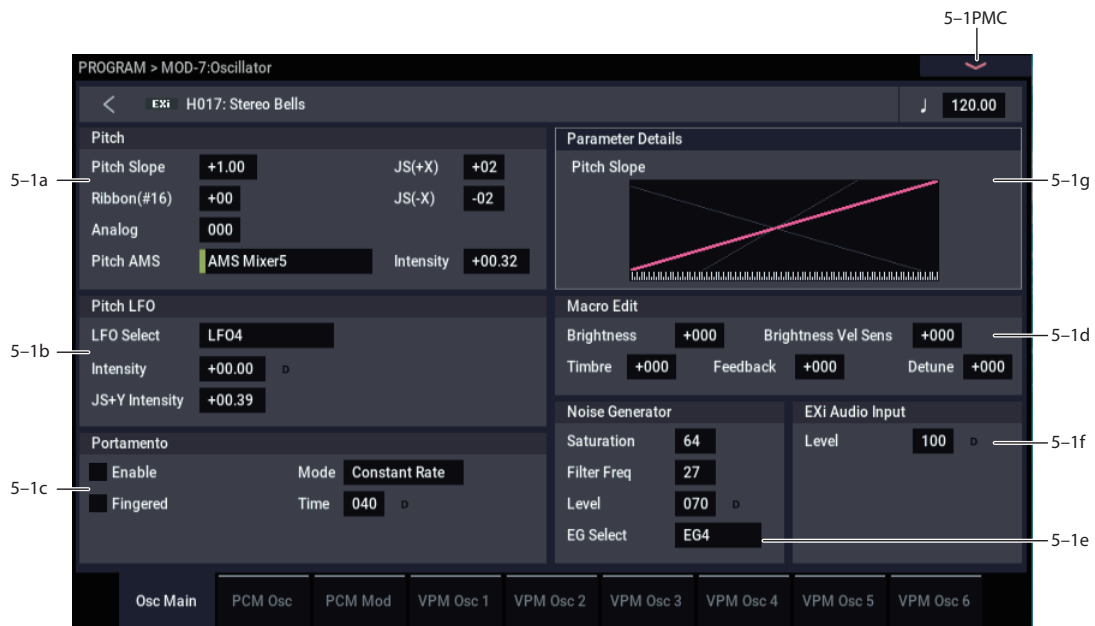 5–1PMC
PROGRAM > MOD-7:Oscillator
EXi H017: Stereo Bells
♩ 120.00
Pitch
Pitch Slope +1.00 JS(+X) +02
Ribbon(#16) +00 JS(-X) -02
Analog 000
Pitch AMS AMS Mixer5 Intensity +00.32
5–1a
Parameter Details
Pitch Slope
5–1g
Pitch LFO
LFO Select LFO4
Intensity +00.00 D
JS+Y Intensity +00.39
5–1b
Macro Edit
Brightness +000 Brightness Vel Sens +000
Timbre +000 Feedback +000 Detune +000
5–1d
Portamento
Enable Mode Constant Rate
Fingered Time 040 D
5–1c
Noise Generator
Saturation 64
Filter Freq 27
Level 070 D
EG Select EG4
5–1e
EXi Audio Input
Level 100 D
5–1f
Osc Main PCM Osc PCM Mod VPM Osc 1 VPM Osc 2 VPM Osc 3 VPM Osc 4 VPM Osc 5 VPM Osc 6